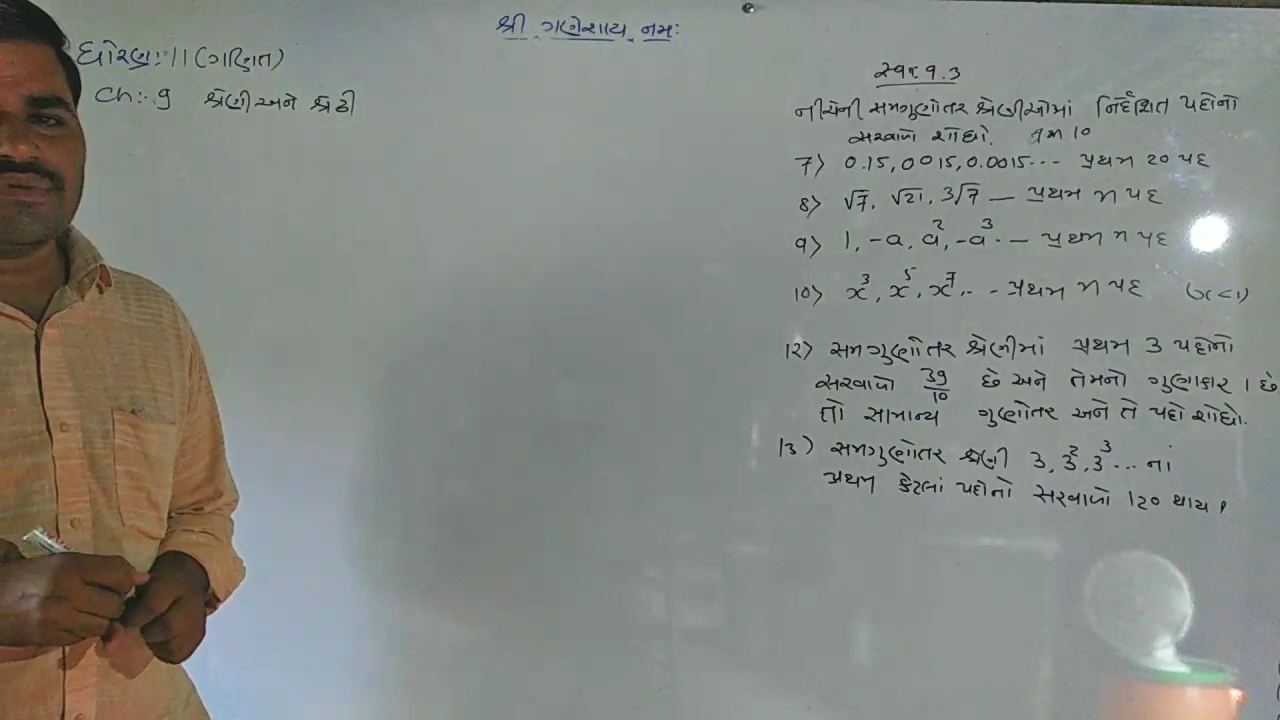 શ્રી ગણેશાય નમઃ
ધોરણઃ 11 (ગણિત)
Ch:- 9 શ્રેણી અને શ્રેઢી
સ્વા. 9.3
નીચેની સમગુણોત્તર શ્રેણીઓમાં નિર્દેશિત પદોનો
સરવાળો શોધો. 7 થી 10
7) 0.15, 0.015, 0.0015... પ્રથમ 20 પદ
8) √7, √21, 3√7 — પ્રથમ n પદ
9) 1, -a, a², -a³.— પ્રથમ n પદ
10) x³, x⁵, x⁷... પ્રથમ n પદ
12) સમગુણોતર શ્રેણીમાં પ્રથમ 3 પદોનો
સરવાળો 39/10 છે અને તેમનો ગુણાકાર 1 છે
તો સામાન્ય ગુણોતર અને તે પદો શોધો.
13) સમગુણોતર શ્રેણી 3, 3², 3³... નાં
પ્રથમ કેટલાં પદોનો સરવાળો 120 થાય ?